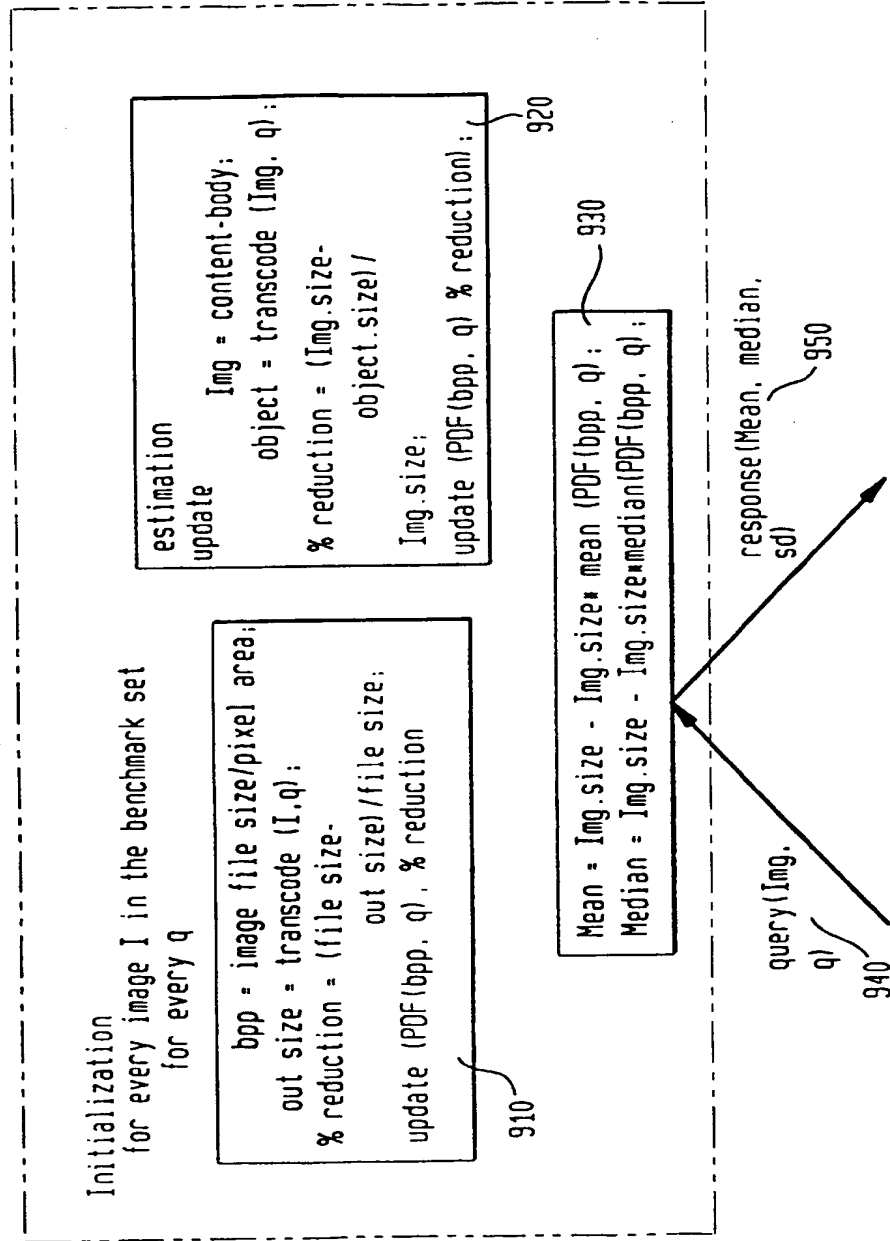 Initialization
for every image I in the benchmark set
for every q
bpp = image file size/pixel area;
out size = transcode (I,q);
% reduction = (file size-
out size)/file size;
update (PDF(bpp, q), % reduction
910
estimation
update
Img = content-body;
object = transcode (Img, q);
% reduction = (Img.size-
object.size)/
Img.size;
update (PDF(bpp, q) % reduction);
920
Mean = Img.size - Img.size* mean (PDF(bpp, q);
Median = Img.size - Img.size*median(PDF(bpp, q);
930
query(Img,
q)
940
response(Mean, median,
sd)
950